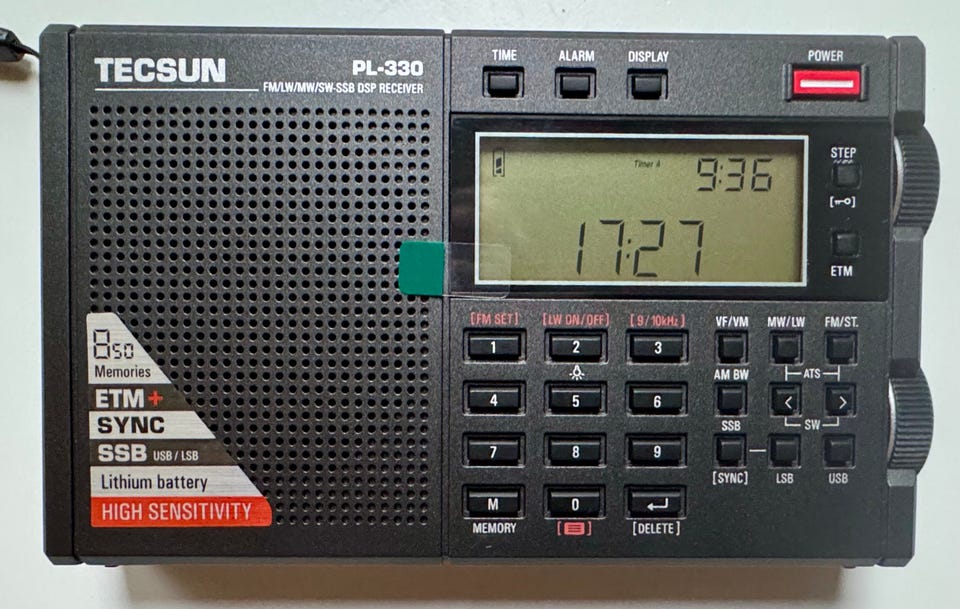 TECSUN
PL-330
FM/LW/MW/SW-SSB DSP RECEIVER
TIME ALARM DISPLAY POWER
Timer A 9:36
17:27
STEP
ETM
850
Memories
ETM+
SYNC
SSB USB / LSB
Lithium battery
HIGH SENSITIVITY
[FM SET] [LW ON/OFF] [9/10kHz] VF/VM MW/LW FM/ST.
1 2 3
AM BW ATS
4 5 6 < >
SSB SW
7 8 9
[SYNC] LSB USB
M 0
MEMORY [DELETE]